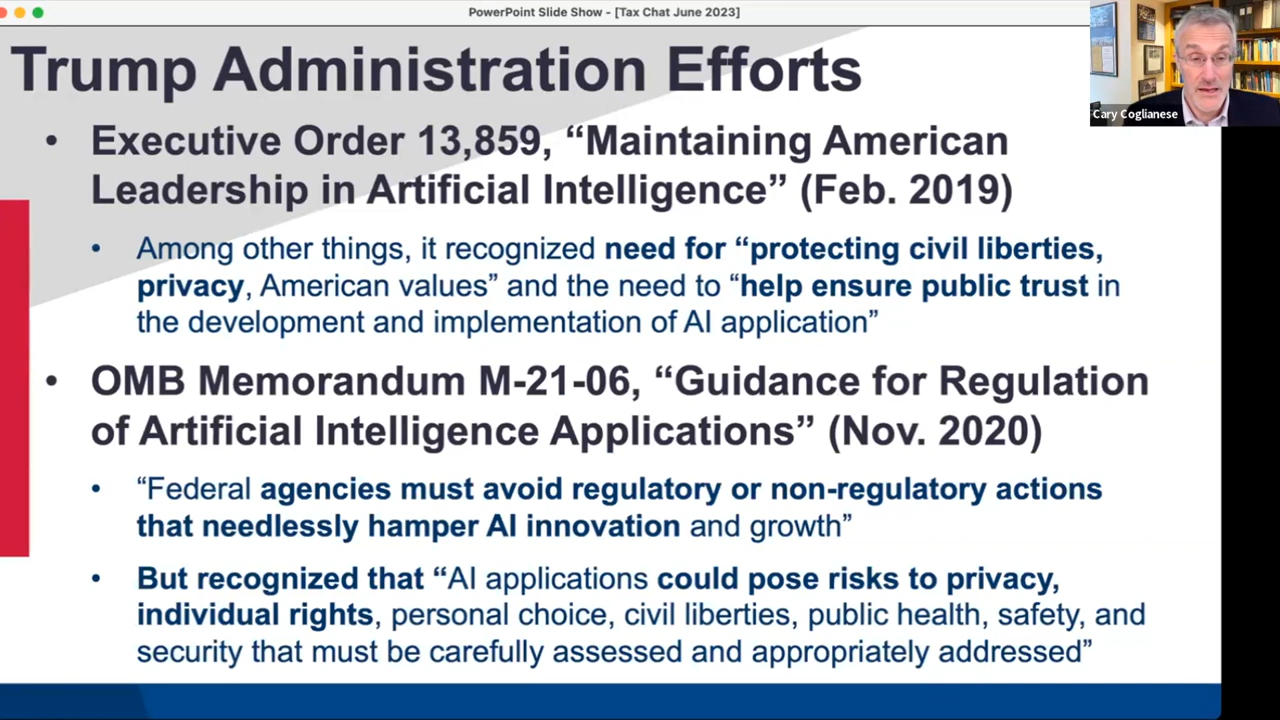 PowerPoint Slide Show - [Tax Chat June 2023]
Trump Administration Efforts
• Executive Order 13,859, “Maintaining American
Leadership in Artificial Intelligence” (Feb. 2019)
• Among other things, it recognized need for “protecting civil liberties,
privacy, American values” and the need to “help ensure public trust in
the development and implementation of AI application”
• OMB Memorandum M-21-06, “Guidance for Regulation
of Artificial Intelligence Applications” (Nov. 2020)
• “Federal agencies must avoid regulatory or non-regulatory actions
that needlessly hamper AI innovation and growth”
• But recognized that “AI applications could pose risks to privacy,
individual rights, personal choice, civil liberties, public health, safety, and
security that must be carefully assessed and appropriately addressed”
Cary Coglianese